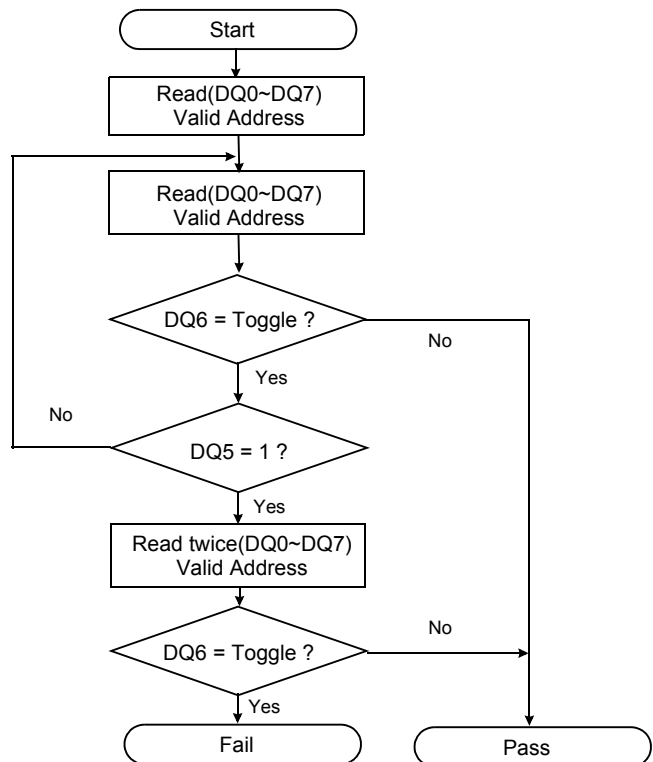 Start
Read(DQ0~DQ7)
Valid Address
Read(DQ0~DQ7)
Valid Address
DQ6 = Toggle ?
No
Yes
No
DQ5 = 1 ?
Yes
Read twice(DQ0~DQ7)
Valid Address
No
DQ6 = Toggle ?
Yes
Fail
Pass